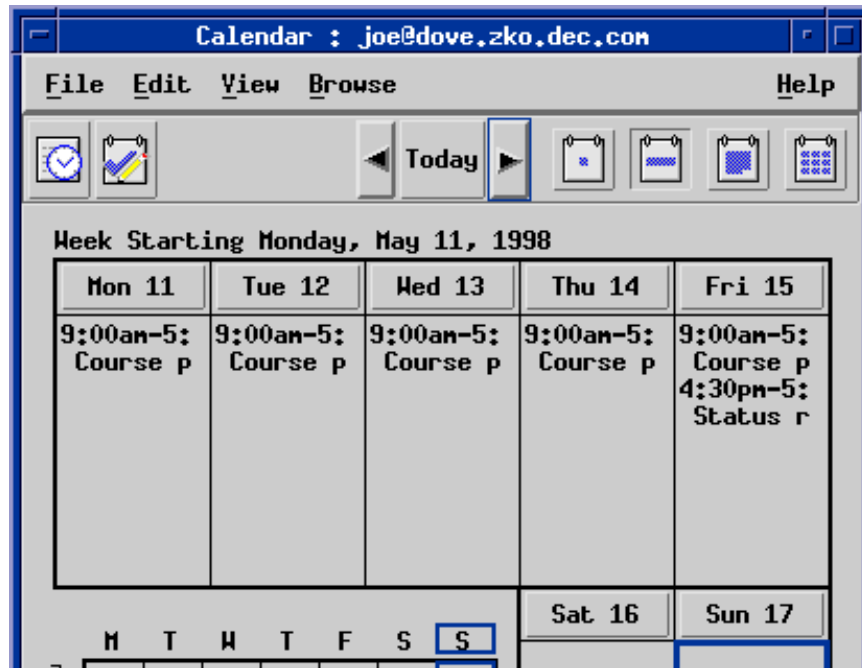 Calendar : joe@dove.zko.dec.com
File Edit View Browse Help
Today
Week Starting Monday, May 11, 1998
Mon 11 Tue 12 Wed 13 Thu 14 Fri 15
9:00am-5: 9:00am-5: 9:00am-5: 9:00am-5: 9:00am-5:
Course p Course p Course p Course p Course p
4:30pm-5:
Status r
Sat 16 Sun 17
M T W T F S S